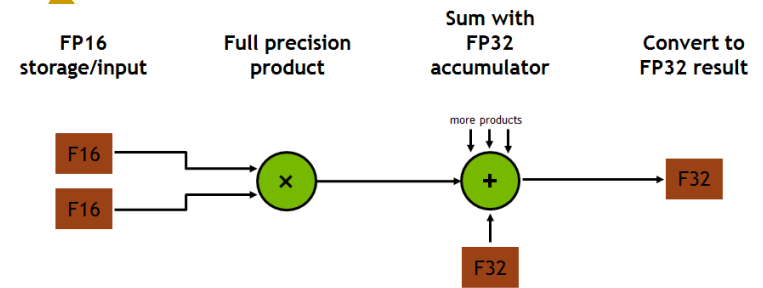 FP16
storage/input
Full precision
product
Sum with
FP32
accumulator
Convert to
FP32 result
more products
F16
F16
×
+
F32
F32